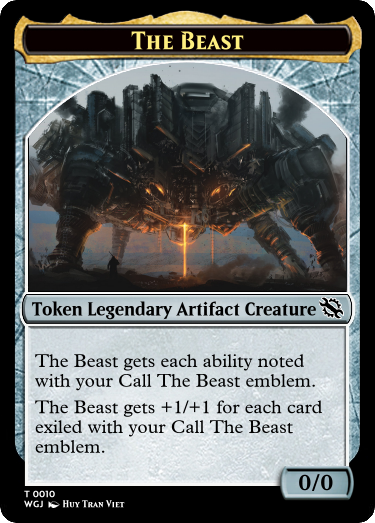 The Beast
Token Legendary Artifact Creature
The Beast gets each ability noted
with your Call The Beast emblem.
The Beast gets +1/+1 for each card
exiled with your Call The Beast
emblem.
0/0
T 0010
WGJ Huy Tran Viet